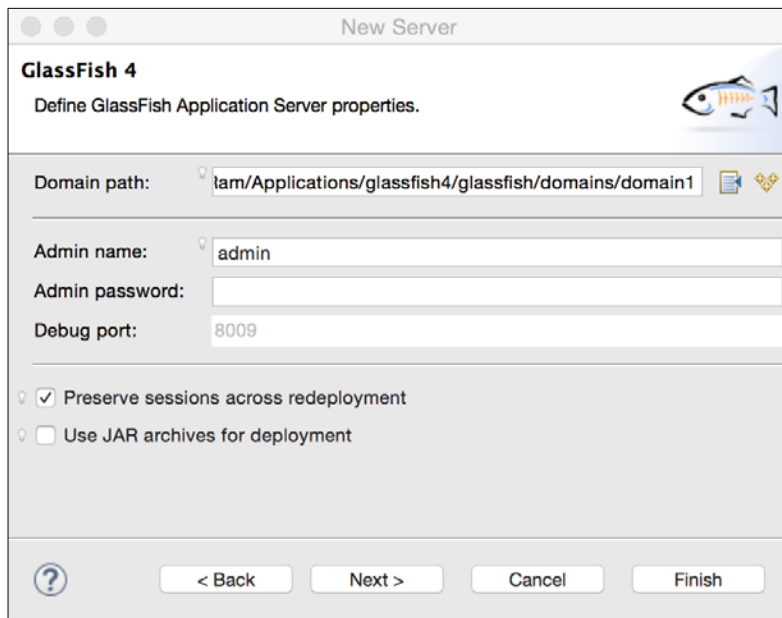 New Server
GlassFish 4
Define GlassFish Application Server properties.
Domain path: Ram/Applications/glassfish4/glassfish/domains/domain1
Admin name: admin
Admin password:
Debug port: 8009
Preserve sessions across redeployment
Use JAR archives for deployment
? < Back Next > Cancel Finish